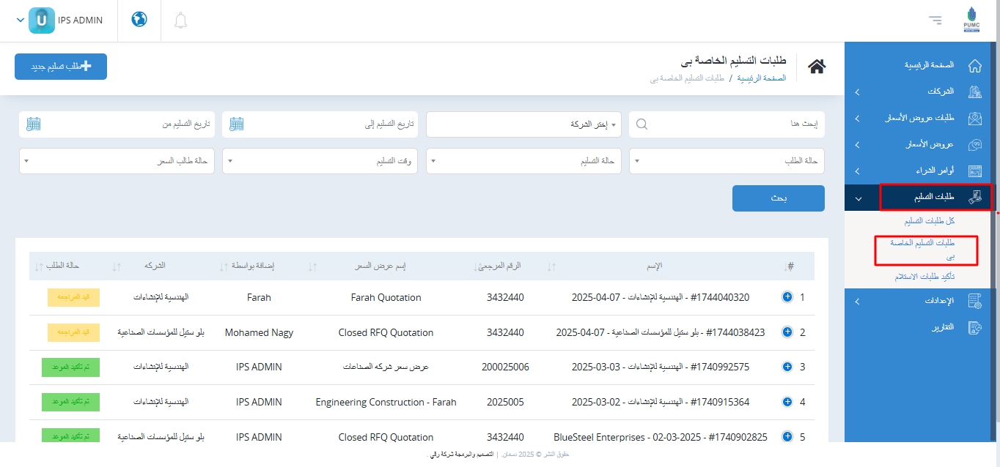 IPS ADMIN
PUMC
طلبات التسليم الخاصة بى
الصفحة الرئيسية / طلبات التسليم الخاصة بى
طلب تسليم جديد
الصفحة الرئيسية
الشركات
طلبات عروض الأسعار
عروض الأسعار
أوامر الشراء
طلبات التسليم
كل طلبات التسليم
طلبات التسليم الخاصة
بى
تأكيد طلبات الاستلام
الإعدادات
التقارير
إبحث هنا
إختر الشركة
تاريخ التسليم إلى
تاريخ التسليم من
حالة الطلب
حالة التسليم
وقت التسليم
حالة طالب السعر
بحث
# الإسم الرقم المرجعي إسم عرض السعر إضافة بواسطة الشركه حالة الطلب
1 #1744040320 - الهندسية للإنشاءات - 2025-04-07 3432440 Farah Quotation Farah الهندسية للإنشاءات قيد المراجعه
2 #1744038423 - بلو ستيل للمؤسسات الصناعية - 2025-04-07 3432440 Closed RFQ Quotation Mohamed Nagy بلو ستيل للمؤسسات الصناعية قيد المراجعه
3 #1740992575 - الهندسية للإنشاءات - 2025-03-03 200025006 عرض سعر شركه الصناعات IPS ADMIN الهندسية للإنشاءات تم تأكيد الموعد
4 #1740915364 - الهندسية للإنشاءات - 2025-03-02 2025005 Engineering Construction - Farah IPS ADMIN الهندسية للإنشاءات تم تأكيد الموعد
5 BlueSteel Enterprises - 02-03-2025 - #1740902825 3432440 Closed RFQ Quotation IPS ADMIN بلو ستيل للمؤسسات الصناعية تم تأكيد الموعد
حقوق النشر © 2025 نسمان. | التصميم والبرمجة شركة رقي .